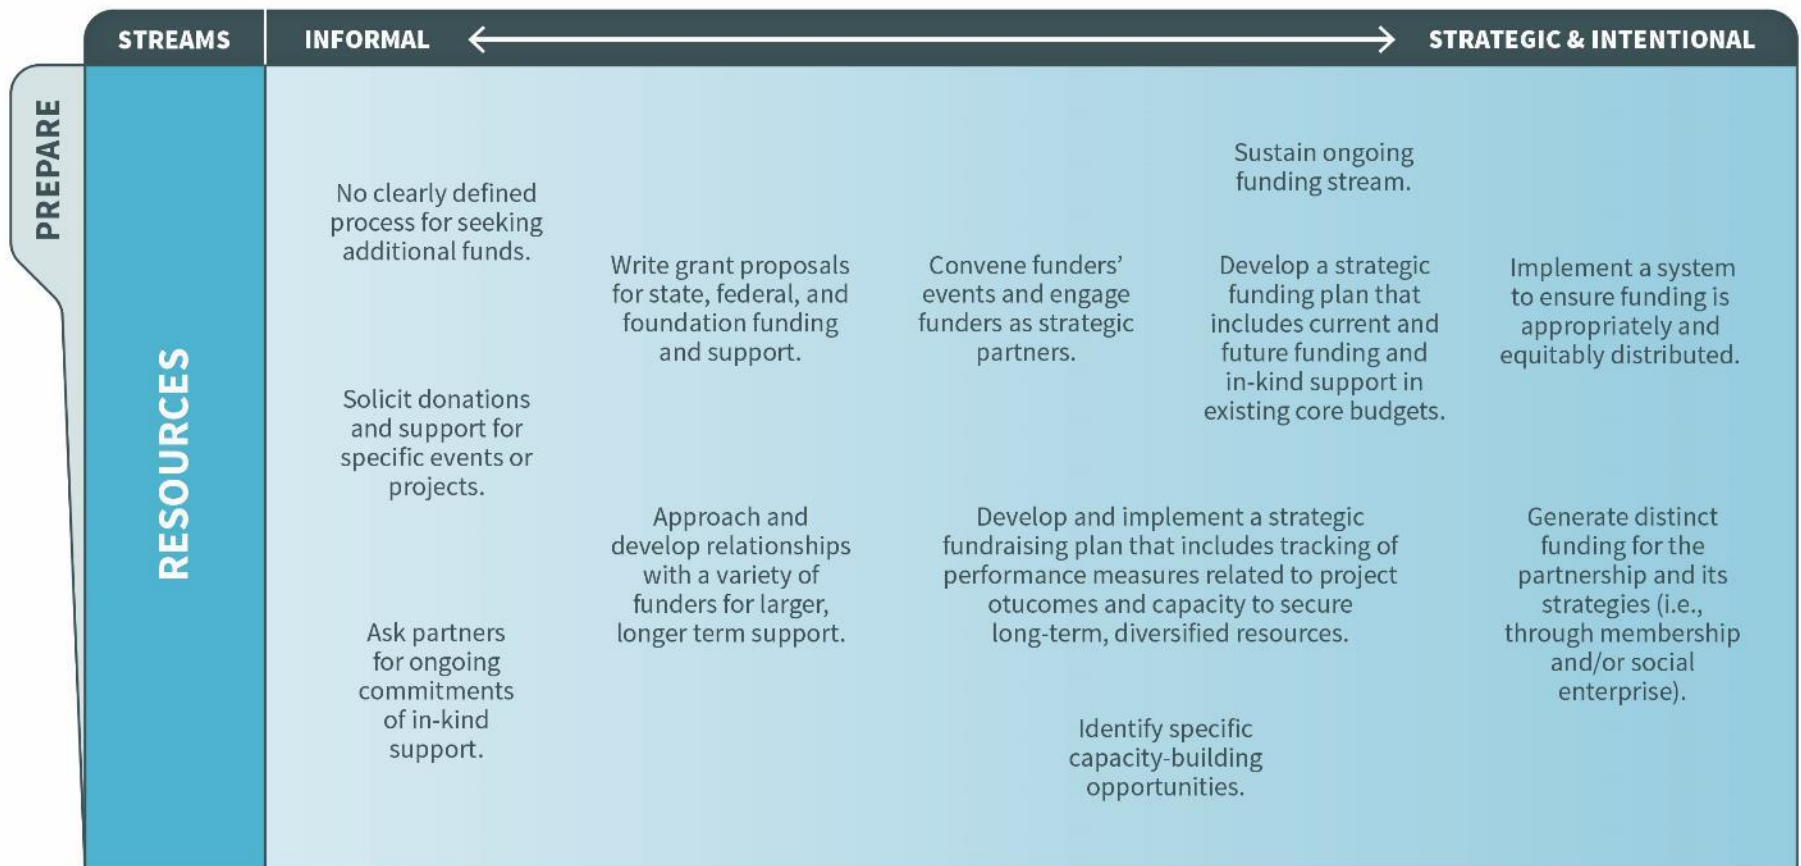 STREAMS
INFORMAL
STRATEGIC & INTENTIONAL
PREPARE
RESOURCES
No clearly defined
process for seeking
additional funds.
Solicit donations
and support for
specific events or
projects.
Ask partners
for ongoing
commitments
of in-kind
support.
Write grant proposals
for state, federal, and
foundation funding
and support.
Approach and
develop relationships
with a variety of
funders for larger,
longer term support.
Convene funders’
events and engage
funders as strategic
partners.
Sustain ongoing
funding stream.
Develop a strategic
funding plan that
includes current and
future funding and
in-kind support in
existing core budgets.
Develop and implement a strategic
fundraising plan that includes tracking of
performance measures related to project
otucomes and capacity to secure
long-term, diversified resources.
Identify specific
capacity-building
opportunities.
Implement a system
to ensure funding is
appropriately and
equitably distributed.
Generate distinct
funding for the
partnership and its
strategies (i.e.,
through membership
and/or social
enterprise).